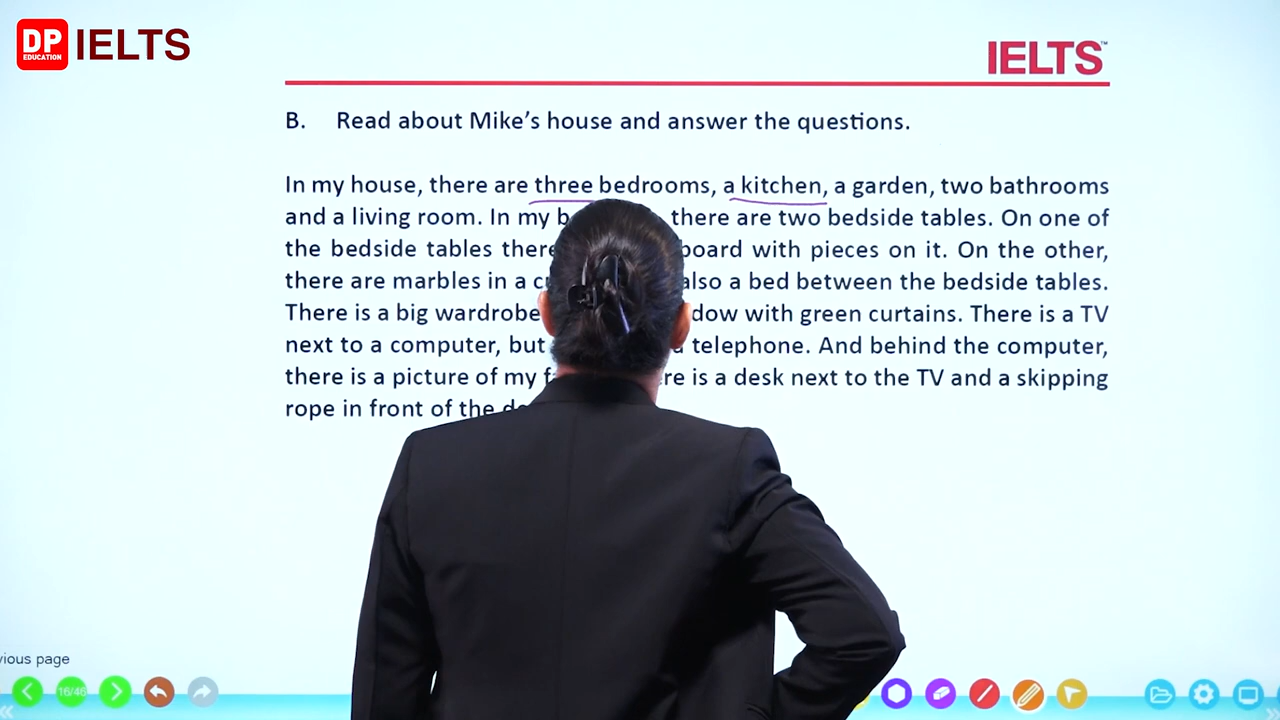 DP
EDUCATION
IELTS
IELTS™
B. Read about Mike's house and answer the questions.
In my house, there are three bedrooms, a kitchen, a garden, two bathrooms
and a living room. In my there are two bedside tables. On one of
the bedside tables there board with pieces on it. On the other,
there are marbles in a also a bed between the bedside tables.
There is a big wardrobe with green curtains. There is a TV
next to a computer, but telephone. And behind the computer,
there is a picture of my is a desk next to the TV and a skipping
rope in front of the
vious page
16/46